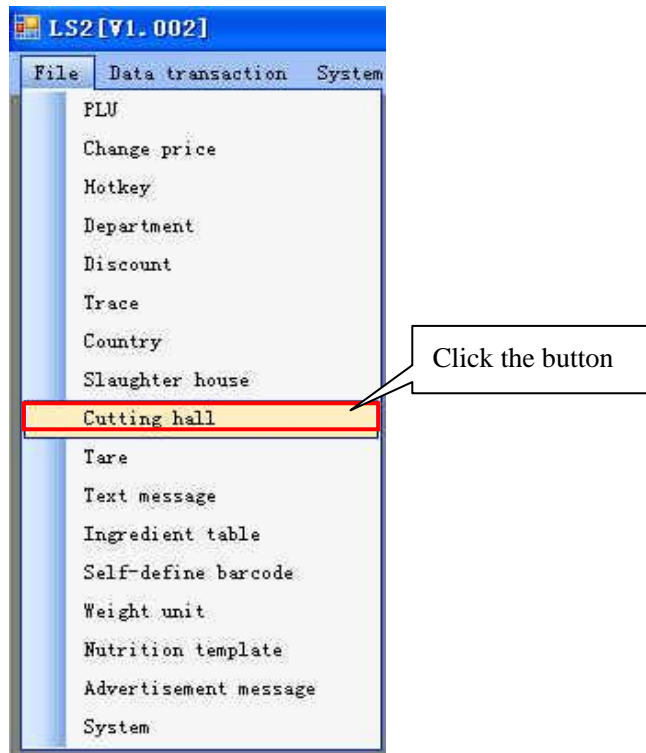 LS2[V1.002]
File Data transaction System
PLU
Change price
Hotkey
Department
Discount
Trace
Country
Slaughter house
Click the button
Cutting hall
Tare
Text message
Ingredient table
Self-define barcode
Weight unit
Nutrition template
Advertisement message
System